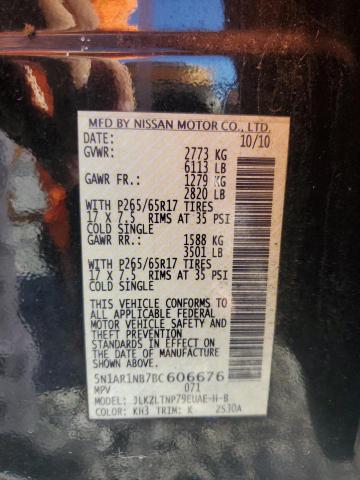 MFD BY NISSAN MOTOR CO., LTD.
DATE: 10/10
GVWR: 2773 KG
6113 LB
GAWR FR.: 1279 KG
2820 LB
WITH P265/65R17 TIRES
17 X 7.5 RIMS AT 35 PSI
COLD SINGLE
GAWR RR.: 1588 KG
3501 LB
WITH P265/65R17 TIRES
17 X 7.5 RIMS AT 35 PSI
COLD SINGLE
THIS VEHICLE CONFORMS TO
ALL APPLICABLE FEDERAL
MOTOR VEHICLE SAFETY AND
THEFT PREVENTION
STANDARDS IN EFFECT ON
THE DATE OF MANUFACTURE
SHOWN ABOVE.
5N1AR1NB7BC606676
MPV 071
MODEL: JLKZLTNP79EUAE-H-B
COLOR: KH3 TRIM: K 2SJ0A